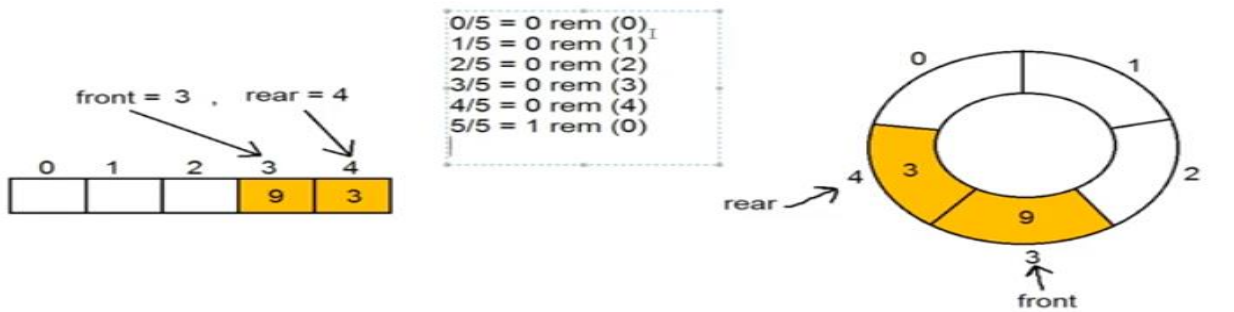 front = 3 , rear = 4
0 1 2 3 4
9 3
0/5 = 0 rem (0)
1/5 = 0 rem (1)
2/5 = 0 rem (2)
3/5 = 0 rem (3)
4/5 = 0 rem (4)
5/5 = 1 rem (0)
0 1
4 3 2
rear
9
3
front